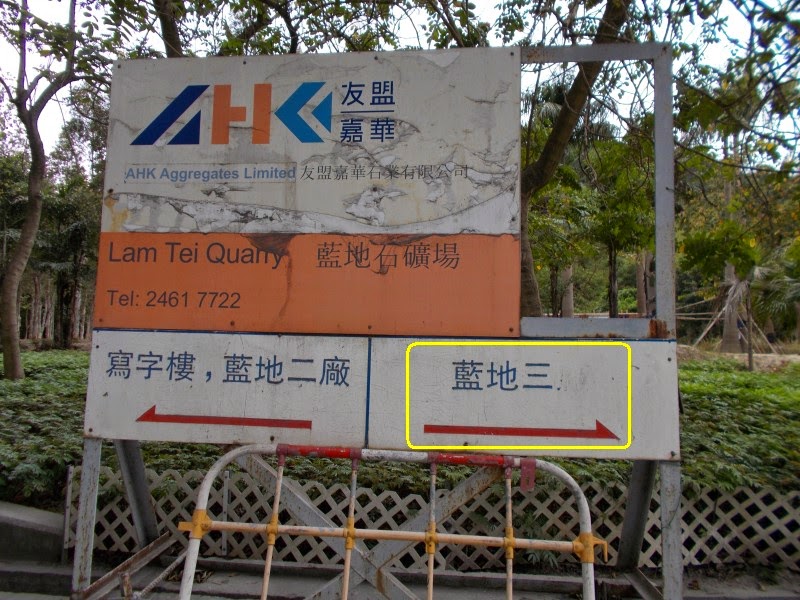 AHK 友盟
嘉華
AHK Aggregates Limited 友盟嘉華石業有限公司
Lam Tei Quarry 藍地石礦場
Tel: 2461 7722
寫字樓，藍地二廠
藍地三